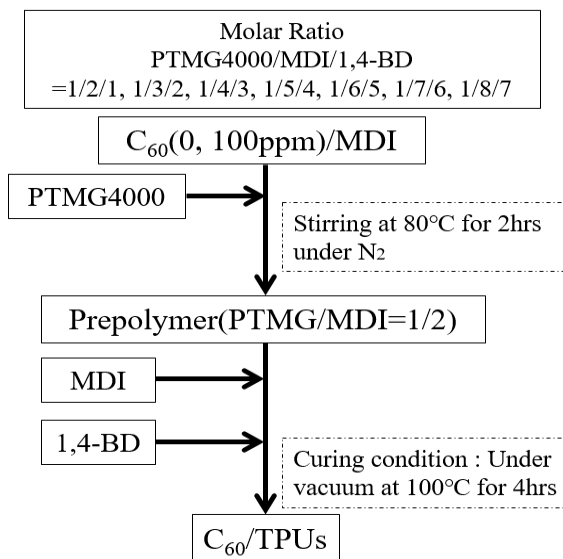 Molar Ratio
PTMG4000/MDI/1,4-BD
=1/2/1, 1/3/2, 1/4/3, 1/5/4, 1/6/5, 1/7/6, 1/8/7
C₆₀(0, 100ppm)/MDI
PTMG4000
Stirring at 80°C for 2hrs
under N₂
Prepolymer(PTMG/MDI=1/2)
MDI
1,4-BD
Curing condition : Under
vacuum at 100°C for 4hrs
C₆₀/TPUs